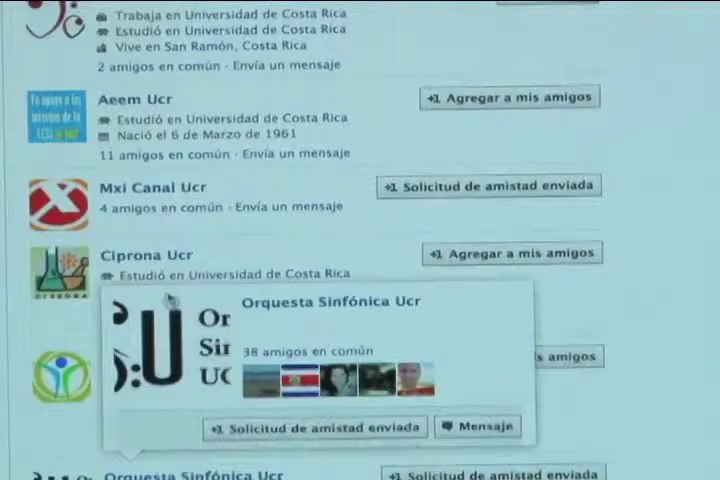 Trabaja en Universidad de Costa Rica
Estudió en Universidad de Costa Rica
Vive en San Ramón, Costa Rica
2 amigos en común · Envía un mensaje
Aeem Ucr
+1 Agregar a mis amigos
Estudió en Universidad de Costa Rica
Nació el 6 de Marzo de 1961
11 amigos en común · Envía un mensaje
Mxi Canal Ucr
+1 Solicitud de amistad enviada
4 amigos en común · Envía un mensaje
Ciprona Ucr
+1 Agregar a mis amigos
Estudió en Universidad de Costa Rica
CIPRONA
Orquesta Sinfónica Ucr
U
Or
Sin
UC
38 amigos en común
s amigos
+1 Solicitud de amistad enviada
Mensaje
Orquesta Sinfónica Ucr
+1 Solicitud de amistad enviada